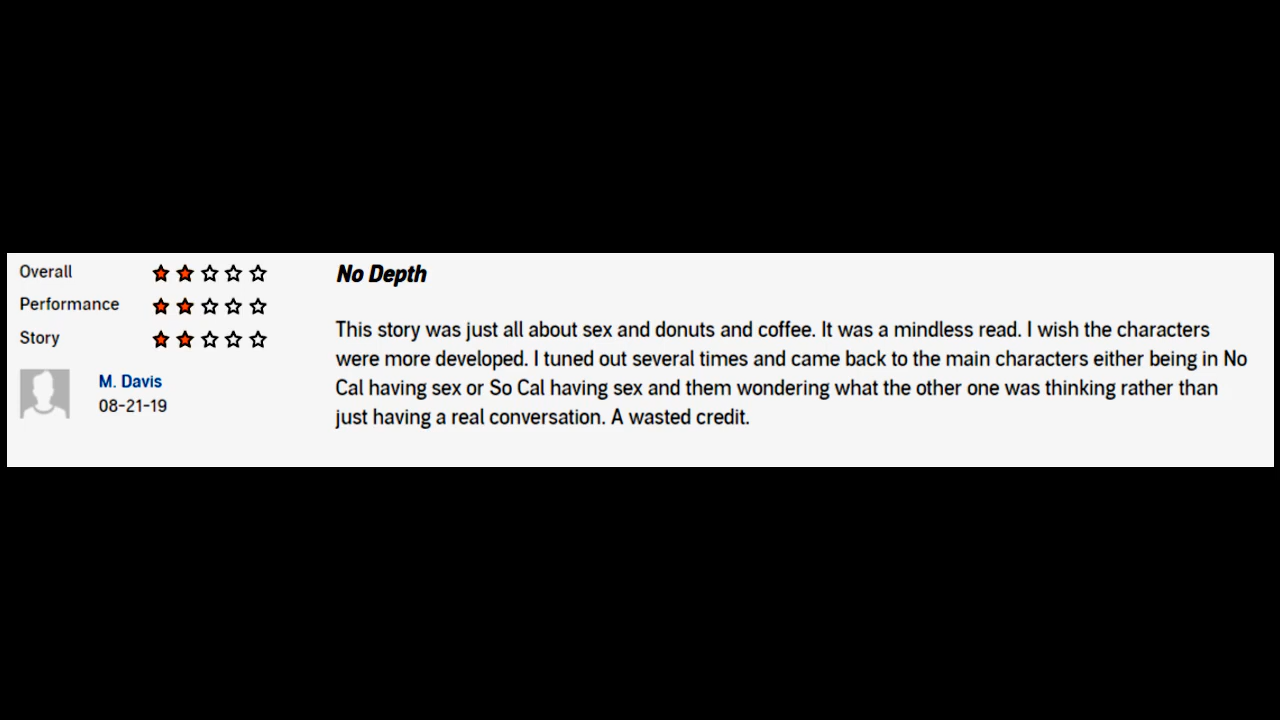 Overall
Performance
Story
M. Davis
08-21-19
No Depth
This story was just all about sex and donuts and coffee. It was a mindless read. I wish the characters
were more developed. I tuned out several times and came back to the main characters either being in No
Cal having sex or So Cal having sex and them wondering what the other one was thinking rather than
just having a real conversation. A wasted credit.